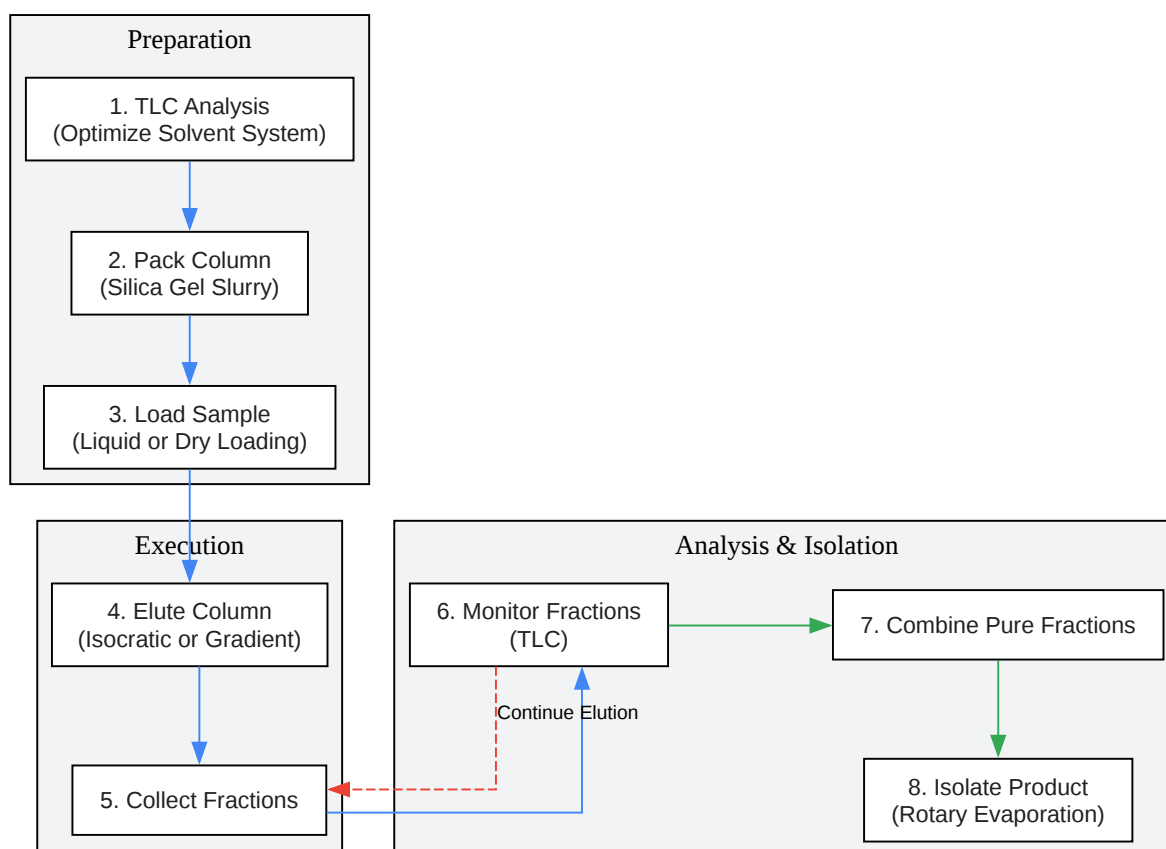 Preparation
1. TLC Analysis
(Optimize Solvent System)
2. Pack Column
(Silica Gel Slurry)
3. Load Sample
(Liquid or Dry Loading)
Execution
4. Elute Column
(Isocratic or Gradient)
5. Collect Fractions
Analysis & Isolation
6. Monitor Fractions
(TLC)
Continue Elution
7. Combine Pure Fractions
8. Isolate Product
(Rotary Evaporation)